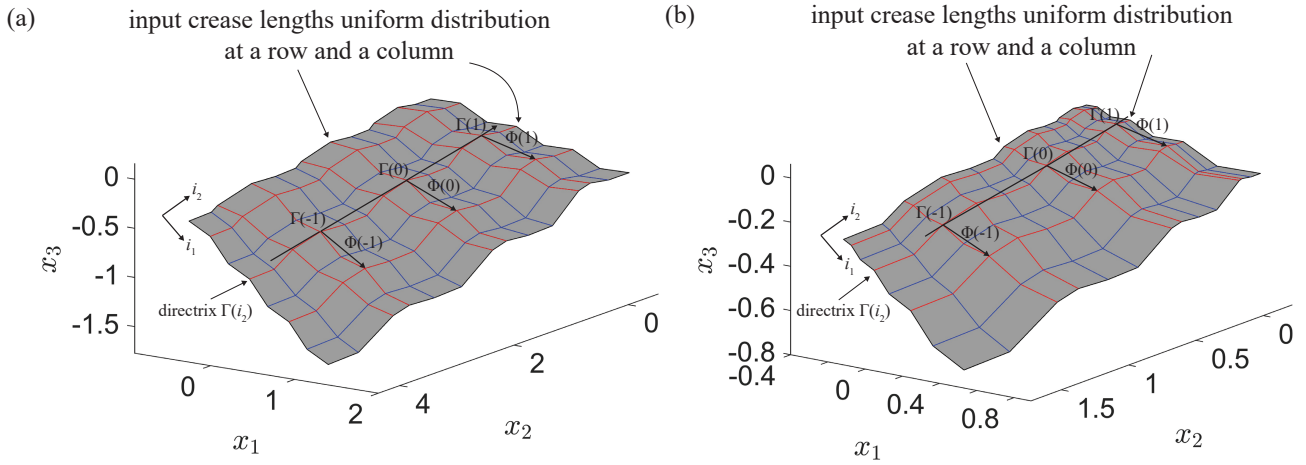 (a)
input crease lengths uniform distribution
at a row and a column
Γ(1)
Φ(1)
Γ(0)
Φ(0)
Γ(-1)
Φ(-1)
i₂
i₁
directrix Γ(i₂)
0
-0.5
-1
-1.5
x₃
0
1
2
x₁
4
2
0
x₂
(b)
input crease lengths uniform distribution
at a row and a column
Γ(1)
Φ(1)
Γ(0)
Φ(0)
Γ(-1)
Φ(-1)
i₂
i₁
directrix Γ(i₂)
0
-0.2
-0.4
-0.6
-0.8
x₃
-0.4
0
0.4
0.8
x₁
1.5
1
0.5
0
x₂